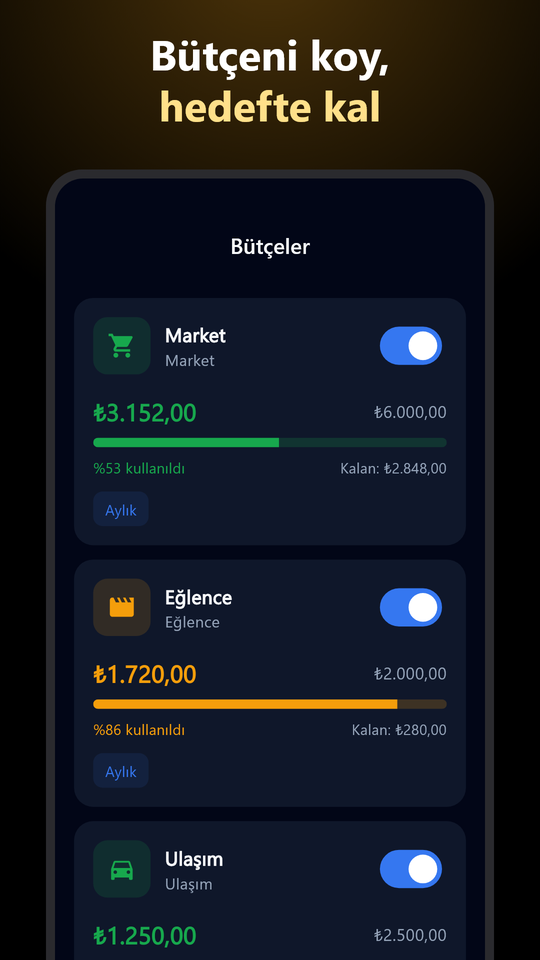 Bütçeni koy,
hedefte kal
Bütçeler
Market
Market
₺3.152,00 ₺6.000,00
%53 kullanıldı Kalan: ₺2.848,00
Aylık
Eğlence
Eğlence
₺1.720,00 ₺2.000,00
%86 kullanıldı Kalan: ₺280,00
Aylık
Ulaşım
Ulaşım
₺1.250,00 ₺2.500,00